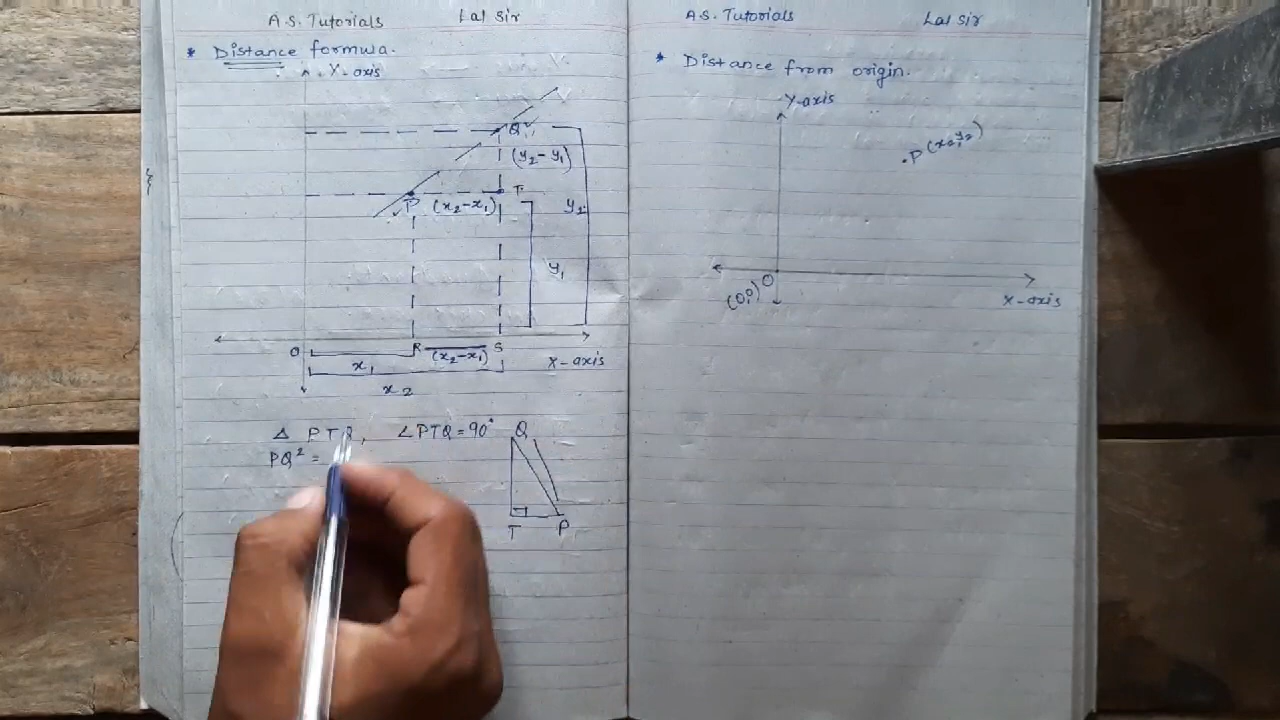 A.S. Tutorials Lal Sir
* Distance formula.
Y-axis
Q
(y₂-y₁)
P (x₂-x₁) T
y₂
y₁
O R (x₂-x₁) S X-axis
x₁
x₂
△ PTQ, ∠PTQ=90°
PQ² =
Q
T P
A.S. Tutorials Lal Sir
* Distance from origin.
Y-axis
.P(x₂,y₂)
O
(0,0)
X-axis